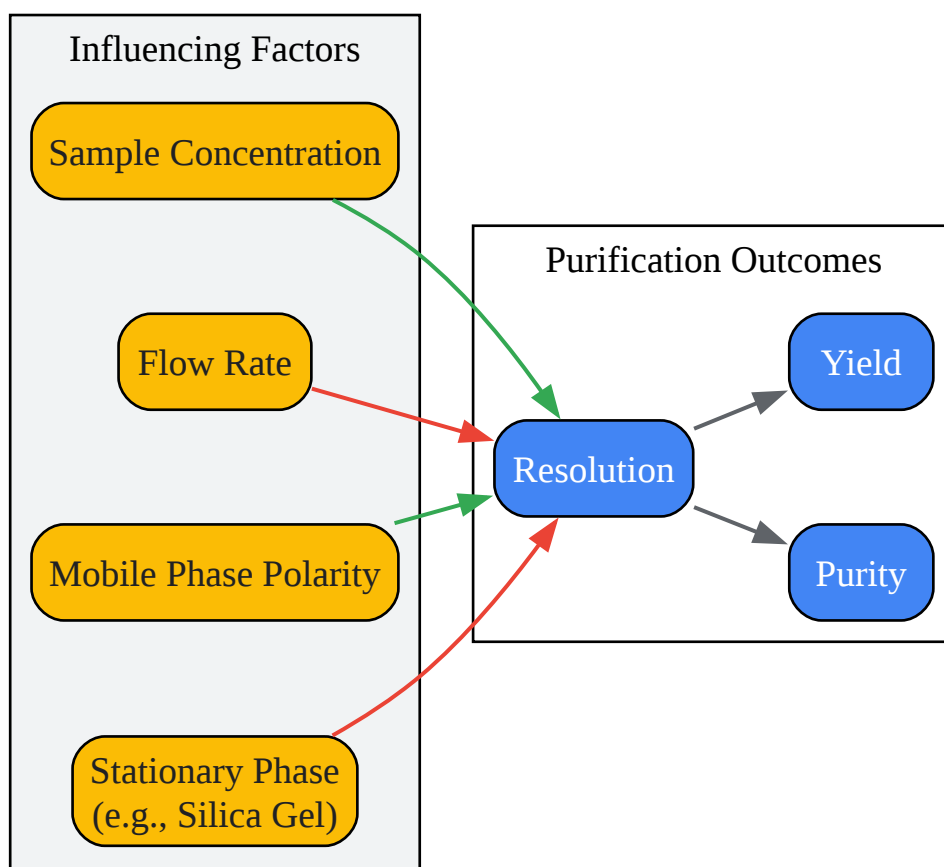 Influencing Factors
Sample Concentration
Flow Rate
Mobile Phase Polarity
Stationary Phase
(e.g., Silica Gel)
Purification Outcomes
Resolution
Yield
Purity